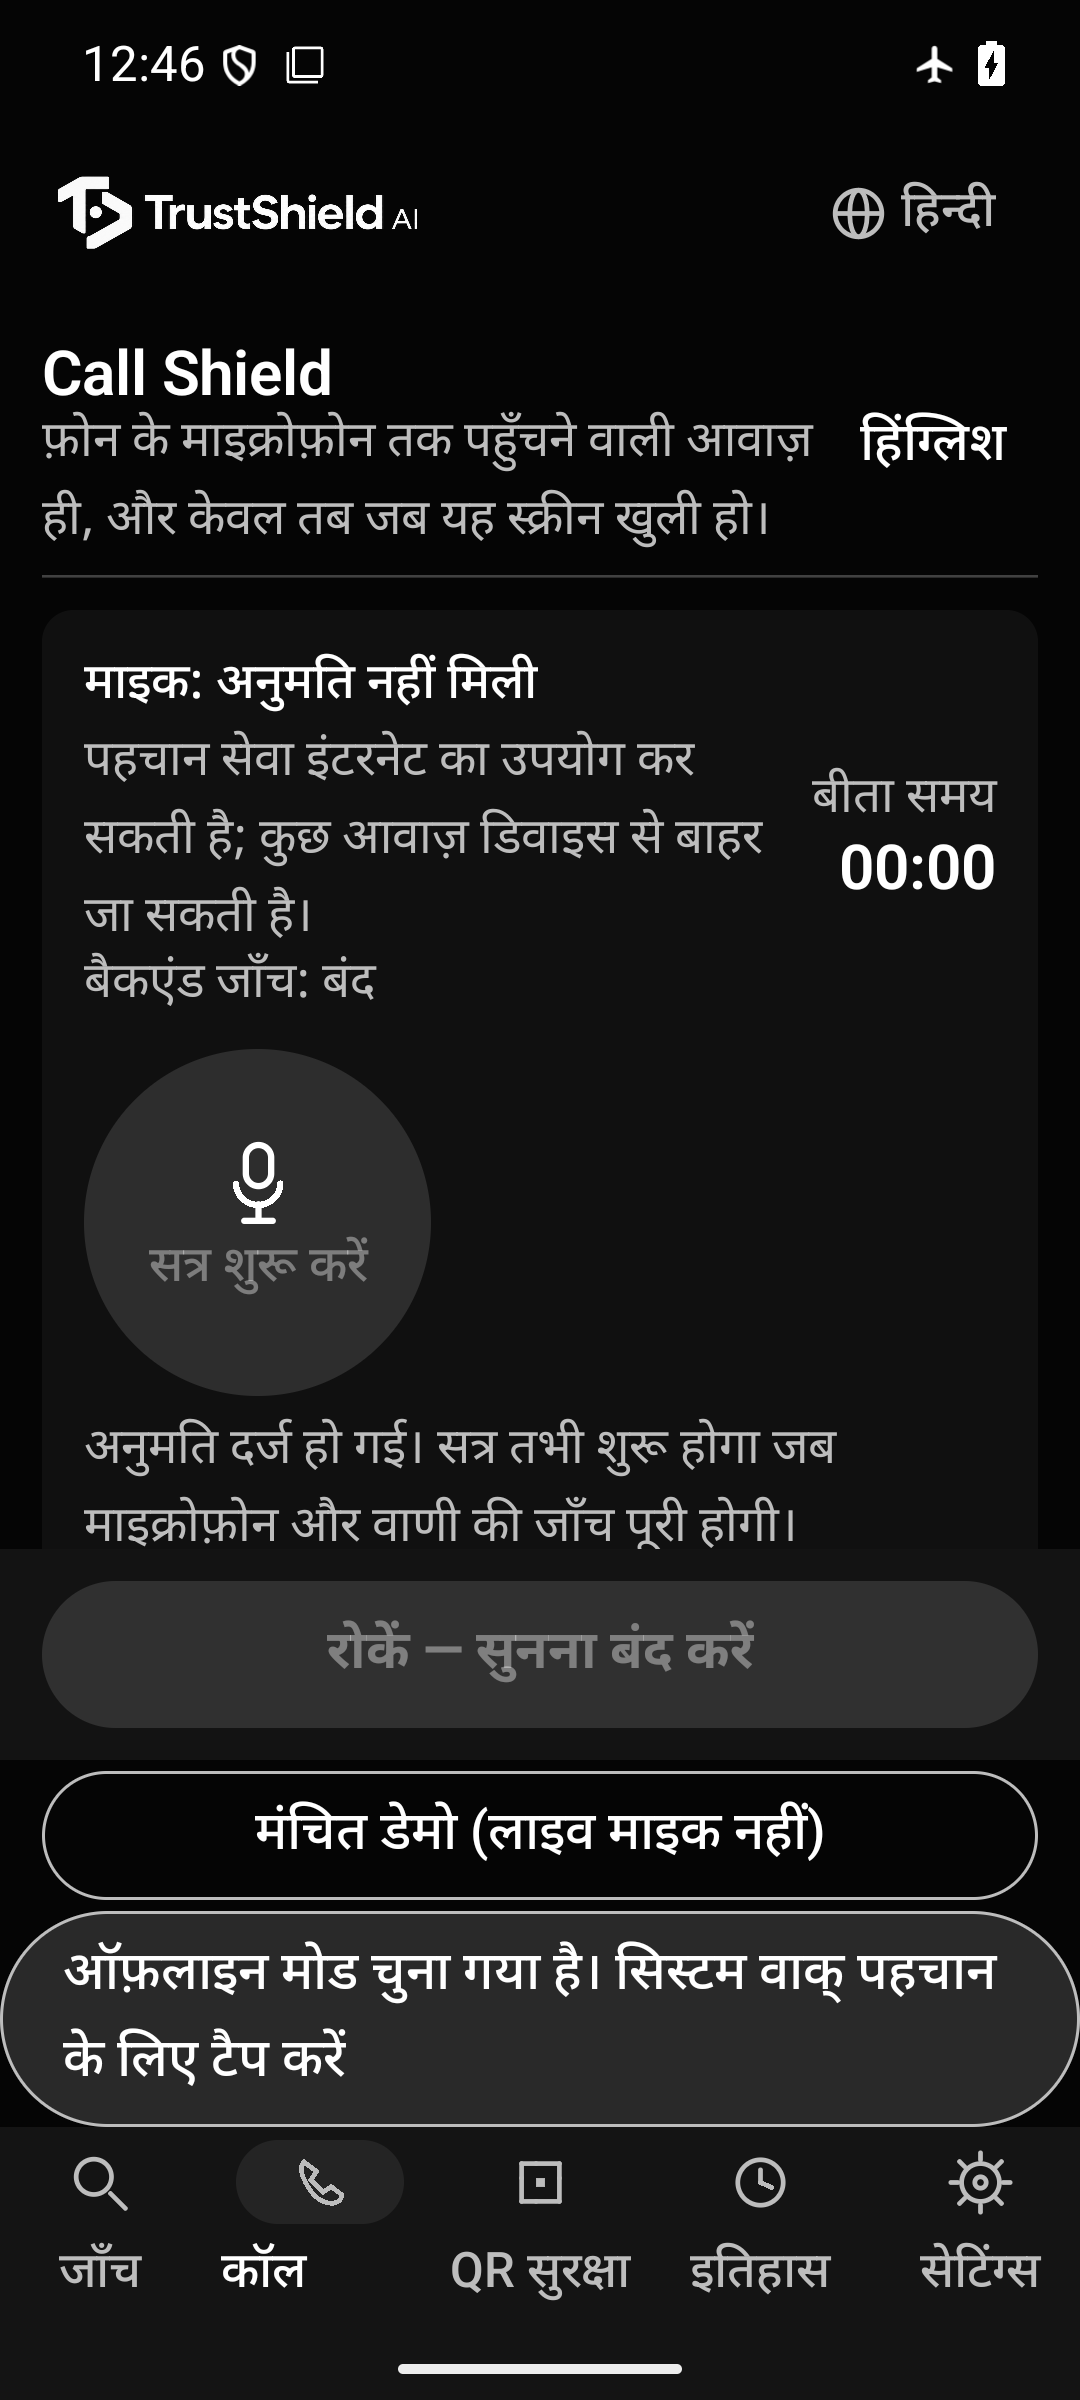 12:46
TrustShield AI
हिन्दी
Call Shield
फ़ोन के माइक्रोफ़ोन तक पहुँचने वाली आवाज़
ही, और केवल तब जब यह स्क्रीन खुली हो।
हिंग्लिश
माइक: अनुमति नहीं मिली
पहचान सेवा इंटरनेट का उपयोग कर
सकती है; कुछ आवाज़ डिवाइस से बाहर
जा सकती है।
बैकएंड जाँच: बंद
बीता समय
00:00
सत्र शुरू करें
अनुमति दर्ज हो गई। सत्र तभी शुरू होगा जब
माइक्रोफ़ोन और वाणी की जाँच पूरी होगी।
रोकें — सुनना बंद करें
मंचित डेमो (लाइव माइक नहीं)
ऑफ़लाइन मोड चुना गया है। सिस्टम वाक् पहचान
के लिए टैप करें
जाँच
कॉल
QR सुरक्षा
इतिहास
सेटिंग्स